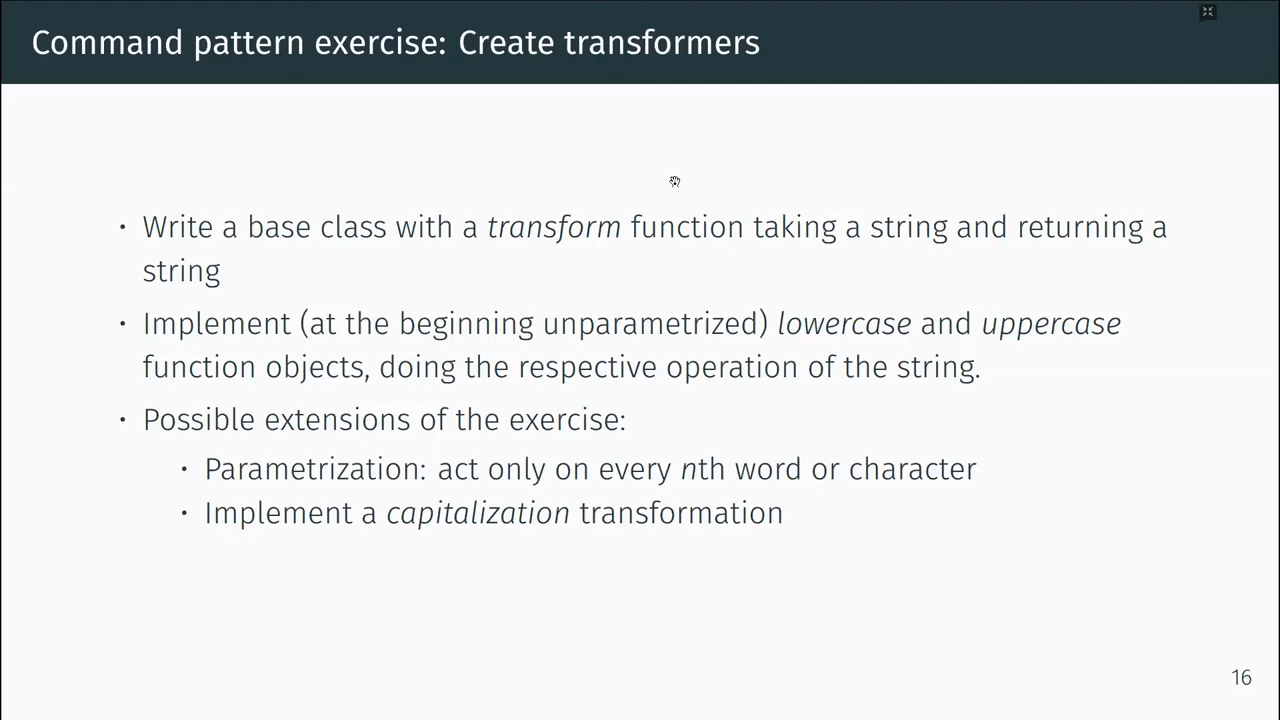 Command pattern exercise: Create transformers
• Write a base class with a transform function taking a string and returning a
string
• Implement (at the beginning unparametrized) lowercase and uppercase
function objects, doing the respective operation of the string.
• Possible extensions of the exercise:
• Parametrization: act only on every nth word or character
• Implement a capitalization transformation
16